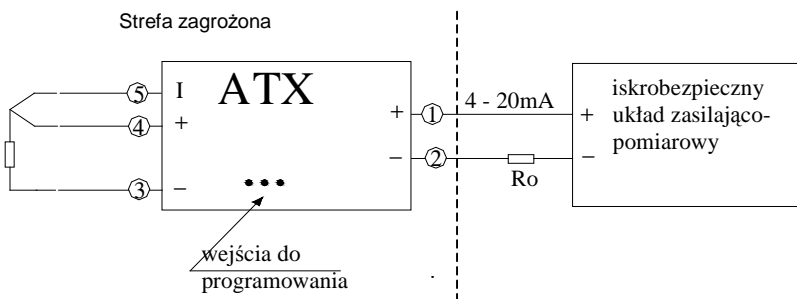 Strefa zagrożona
ATX
5 I
4 +
3 −
+ 1
− 2
4 - 20mA
Ro
+
−
iskrobezpieczny
układ zasilająco-
pomiarowy
wejścia do
programowania